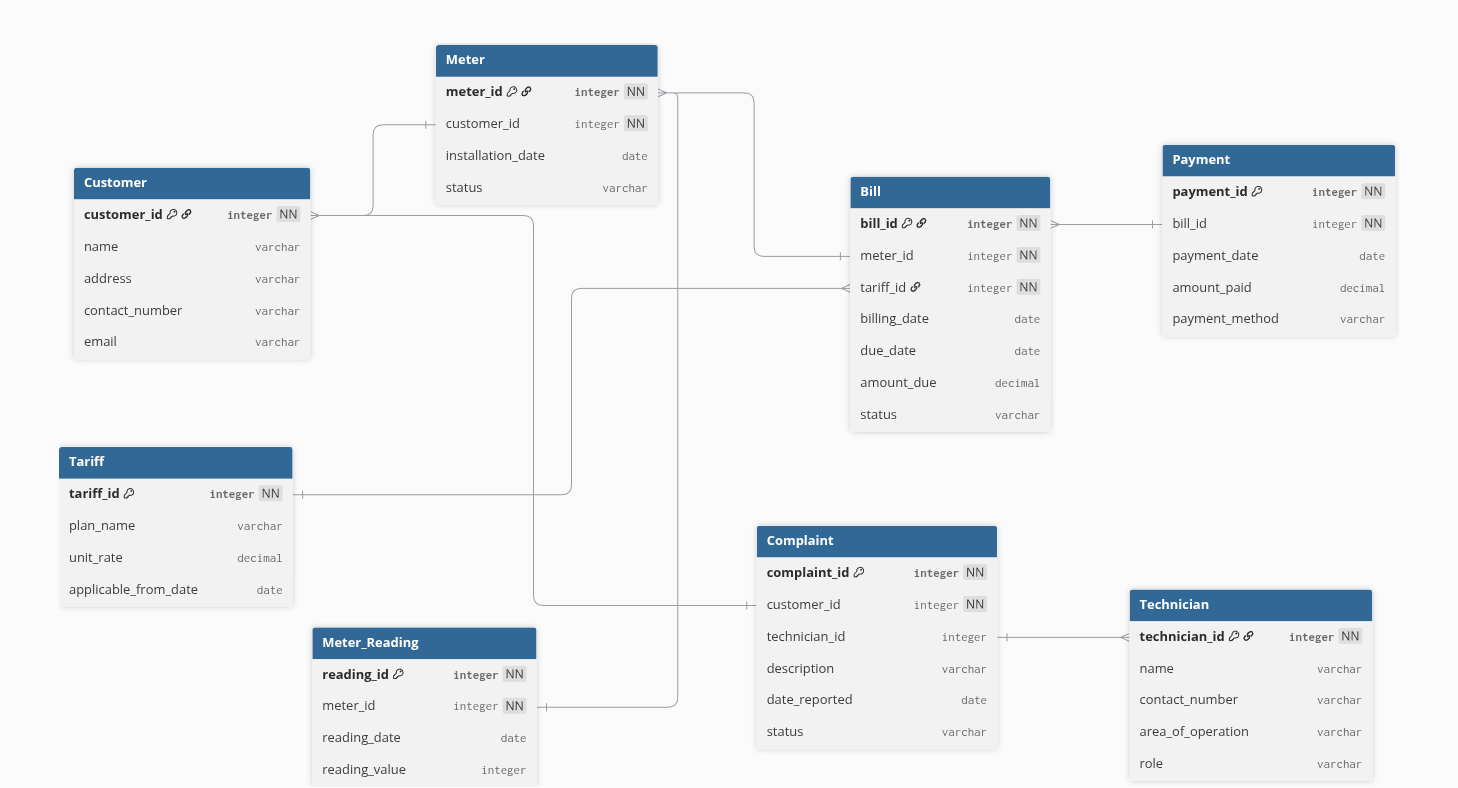 Meter
meter_id integer NN
customer_id integer NN
installation_date date
status varchar
Customer
customer_id integer NN
name varchar
address varchar
contact_number varchar
email varchar
Bill
bill_id integer NN
meter_id integer NN
tariff_id integer NN
billing_date date
due_date date
amount_due decimal
status varchar
Payment
payment_id integer NN
bill_id integer NN
payment_date date
amount_paid decimal
payment_method varchar
Tariff
tariff_id integer NN
plan_name varchar
unit_rate decimal
applicable_from_date date
Meter_Reading
reading_id integer NN
meter_id integer NN
reading_date date
reading_value integer
Complaint
complaint_id integer NN
customer_id integer NN
technician_id integer
description varchar
date_reported date
status varchar
Technician
technician_id integer NN
name varchar
contact_number varchar
area_of_operation varchar
role varchar